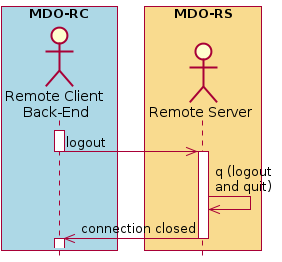 MDO-RC
MDO-RS
Remote Client
Back-End
Remote Server
logout
q (logout
and quit)
connection closed